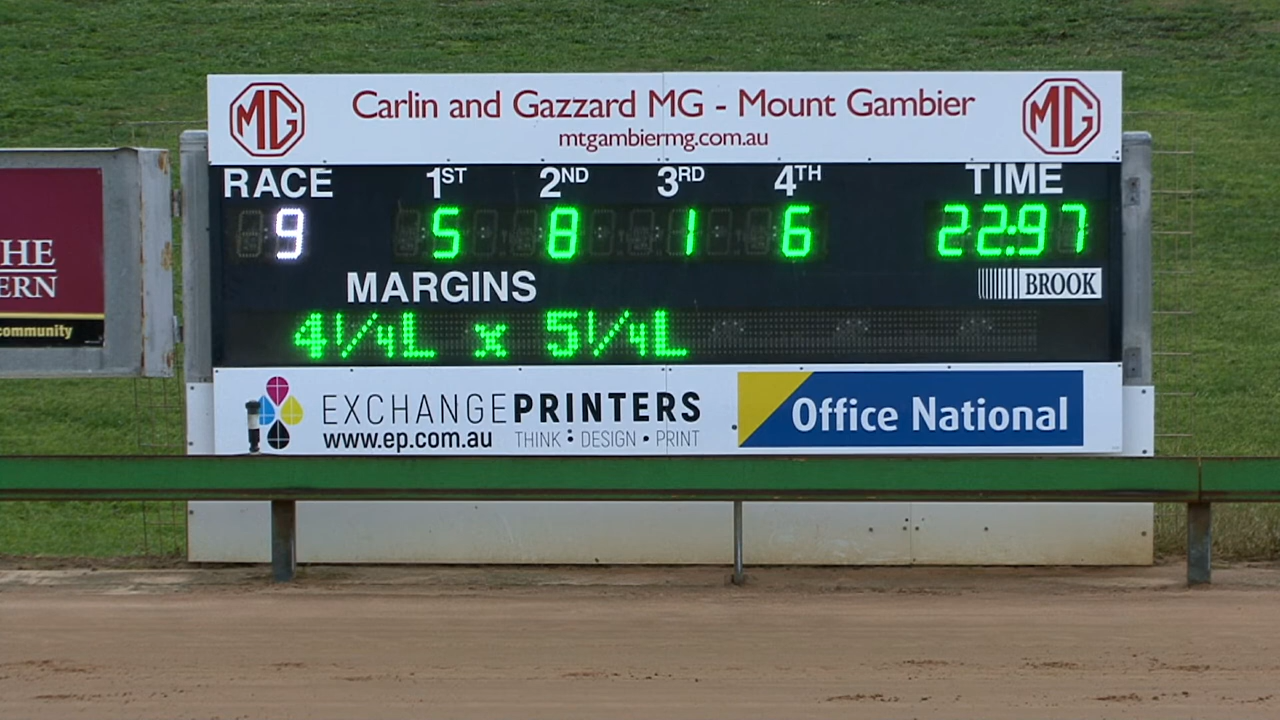 MG Carlin and Gazzard MG - Mount Gambier MG
mtgambiermg.com.au
RACE 1ST 2ND 3RD 4TH TIME
9 5 8 1 6 22:97
MARGINS
BROOK
4¼L x 5¼L
HE
ERN
community
EXCHANGEPRINTERS
www.ep.com.au THINK : DESIGN • PRINT
Office National